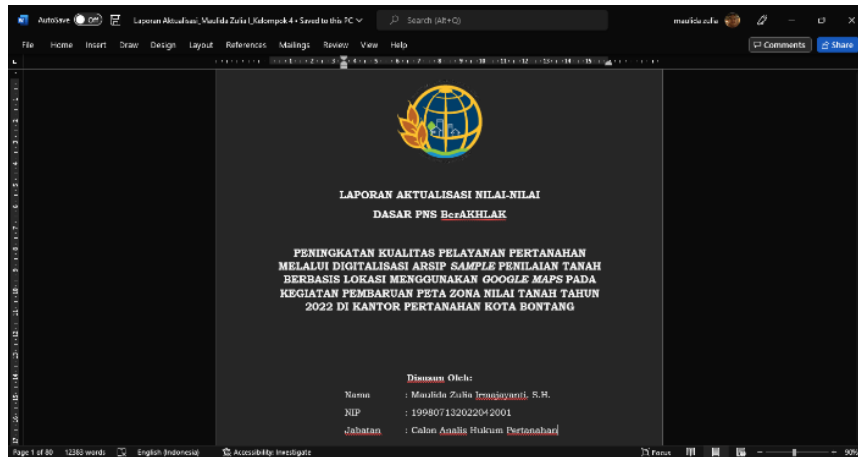 AutoSave Off Laporan Aktualisasi_Maulida Zulia I_Kelompok 4 • Saved to this PC Search (Alt+Q) maulida zulia
File Home Insert Draw Design Layout References Mailings Review View Help Comments Share
LAPORAN AKTUALISASI NILAI-NILAI
DASAR PNS BerAKHLAK
PENINGKATAN KUALITAS PELAYANAN PERTANAHAN
MELALUI DIGITALISASI ARSIP SAMPLE PENILAIAN TANAH
BERBASIS LOKASI MENGGUNAKAN GOOGLE MAPS PADA
KEGIATAN PEMBARUAN PETA ZONA NILAI TANAH TAHUN
2022 DI KANTOR PERTANAHAN KOTA BONTANG
Disusun Oleh:
Nama : Maulida Zulia Irmajayanti, S.H.
NIP : 199807132022042001
Jabatan : Calon Analis Hukum Pertanahan
Page 1 of 80 12363 words English (Indonesia) Accessibility: Investigate Focus 90%